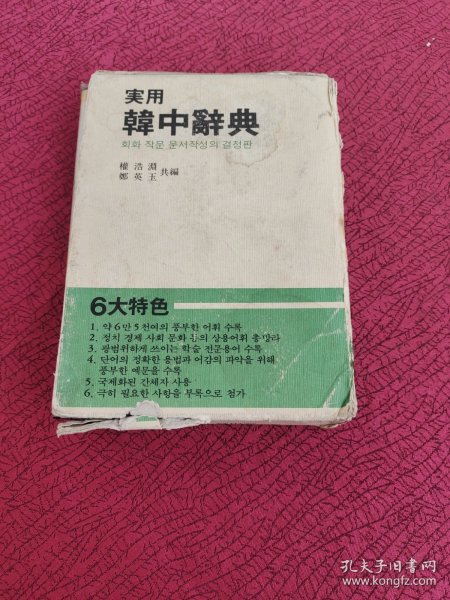 実用
韓中辭典
회화 작문 문서작성의 결정판
權浩淵
鄭英玉 共編
6大特色
1. 약 6만 5천여의 풍부한 어휘 수록
2. 정치 경제 사회 문화 등의 상용어휘 총망라
3. 광범위하게 쓰이는 학술 전문용어 수록
4. 단어의 정확한 용법과 어감의 파악을 위해
풍부한 예문을 수록
5. 국제화된 간체자 사용
6. 극히 필요한 사항을 부록으로 첨가
孔夫子旧书网
www.kongfz.com